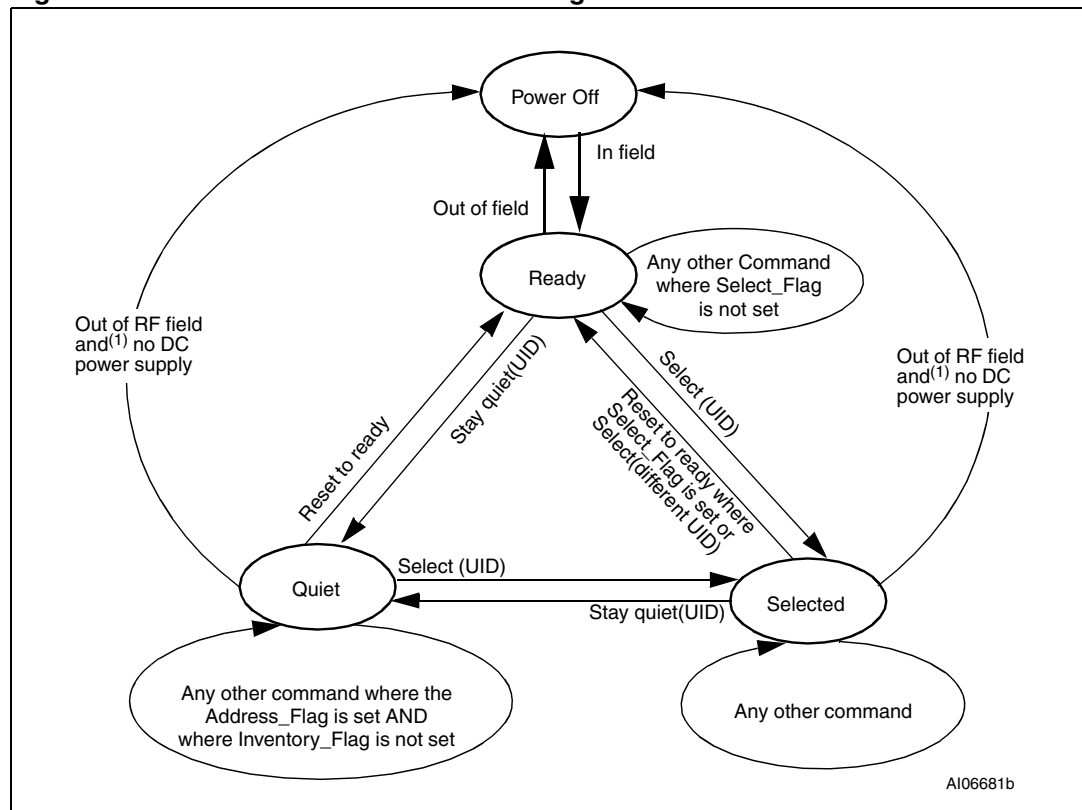 Power Off
In field
Out of field
Ready
Any other Command
where Select_Flag
is not set
Out of RF field
and(1) no DC
power supply
Out of RF field
and(1) no DC
power supply
Reset to ready
Stay quiet(UID)
Select (UID)
Reset to ready where
Select_Flag is set or
Select(different UID)
Quiet
Select (UID)
Stay quiet(UID)
Selected
Any other command where the
Address_Flag is set AND
where Inventory_Flag is not set
Any other command
AI06681b